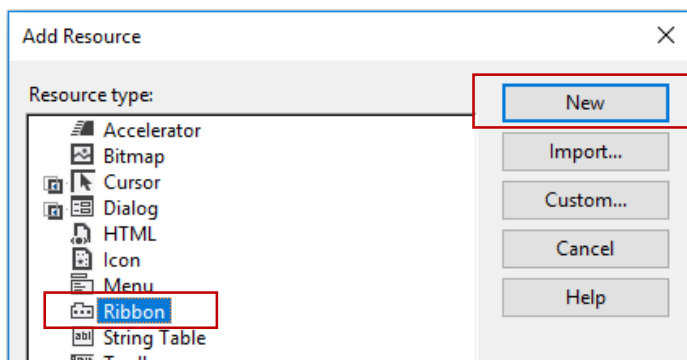 Add Resource
Resource type:
Accelerator
Bitmap
Cursor
Dialog
HTML
Icon
Menu
Ribbon
String Table
New
Import...
Custom...
Cancel
Help